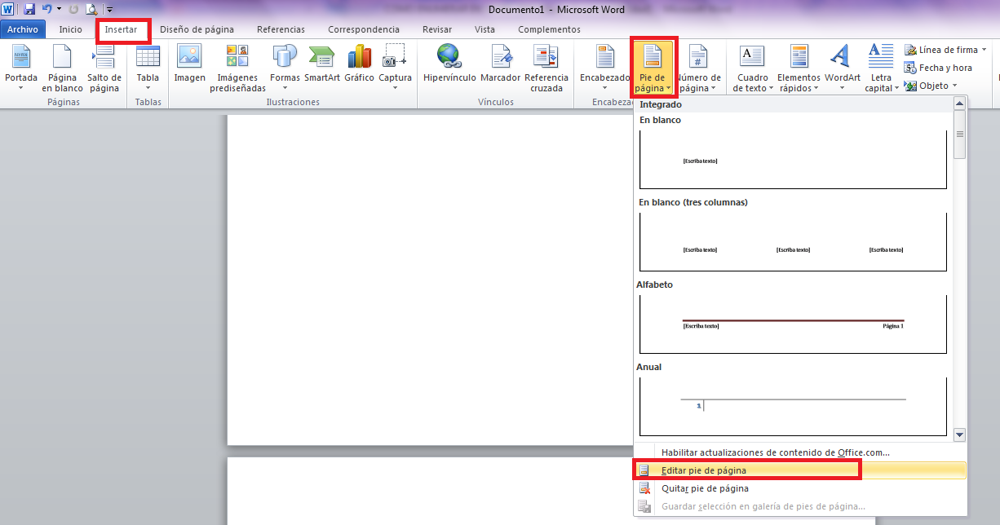 Documento1 - Microsoft Word
Archivo Inicio Insertar Diseño de página Referencias Correspondencia Revisar Vista Complementos
Portada
Página en blanco
Salto de página
Tabla
Imagen
Imágenes prediseñadas
Formas
SmartArt
Gráfico
Captura
Hipervínculo
Marcador
Referencia cruzada
Encabezado
Pie de página
Número de página
Cuadro de texto
Elementos rápidos
WordArt
Letra capital
Línea de firma
Fecha y hora
Objeto
Páginas Tablas Ilustraciones Vínculos Encabeza
Integrado
En blanco
[Escriba texto]
En blanco (tres columnas)
[Escriba texto] [Escriba texto] [Escriba texto]
Alfabeto
[Escriba texto] Página 1
Anual
1
Habilitar actualizaciones de contenido de Office.com...
Editar pie de página
Quitar pie de página
Guardar selección en galería de pies de página...